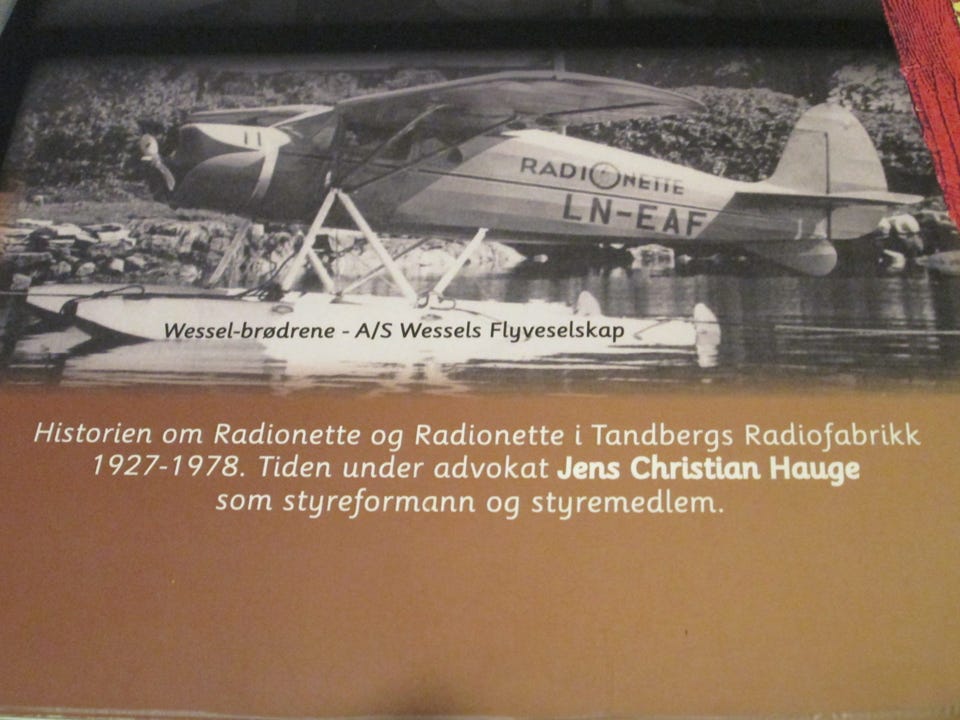 RADIONETTE
LN-EAF
Wessel-brødrene - A/S Wessels Flyveselskap
Historien om Radionette og Radionette i Tandbergs Radiofabrikk
1927-1978. Tiden under advokat Jens Christian Hauge
som styreformann og styremedlem.